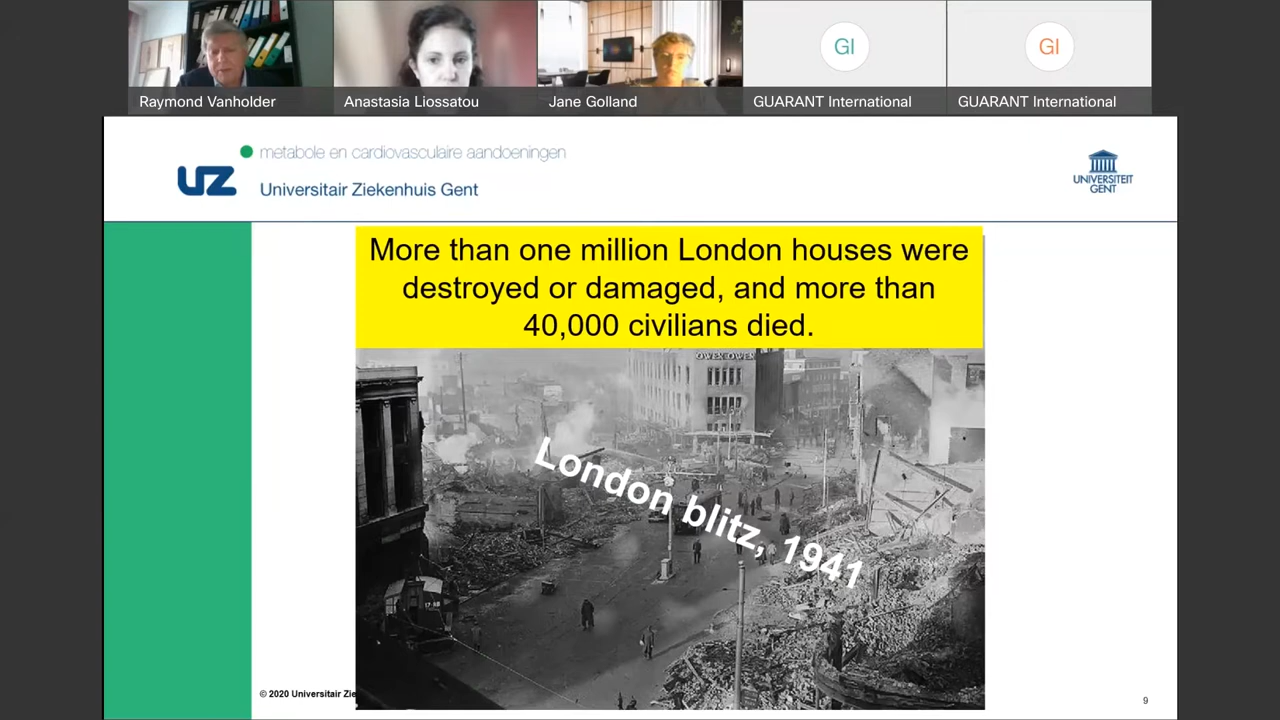 Raymond Vanholder
Anastasia Liossatou
Jane Golland
GI
GUARANT International
GI
GUARANT International
metabole en cardiovasculaire aandoeningen
UZ
Universitair Ziekenhuis Gent
UNIVERSITEIT
GENT
More than one million London houses were
destroyed or damaged, and more than
40,000 civilians died.
OWEN OWEN
London blitz, 1941
© 2020 Universitair Zie
9